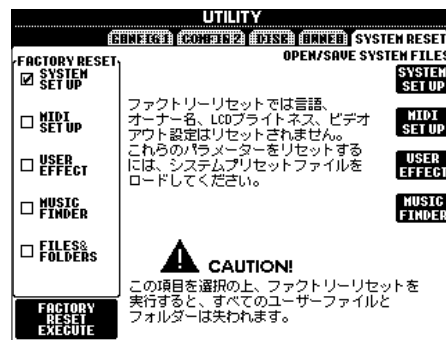 UTILITY
CONFIG 1 CONFIG 2 DISK OWNER SYSTEM RESET
FACTORY RESET
OPEN/SAVE SYSTEM FILES
SYSTEM SET UP
MIDI SET UP
USER EFFECT
MUSIC FINDER
FILES& FOLDERS
FACTORY RESET EXECUTE
ファクトリーリセットでは言語、
オーナー名、LCDブライトネス、ビデオ
アウト設定はリセットされません。
これらのパラメーターをリセットする
には、システムプリセットファイルを
ロードしてください。
CAUTION!
この項目を選択の上、ファクトリーリセットを
実行すると、すべてのユーザーファイルと
フォルダーは失われます。
SYSTEM SET UP
MIDI SET UP
USER EFFECT
MUSIC FINDER